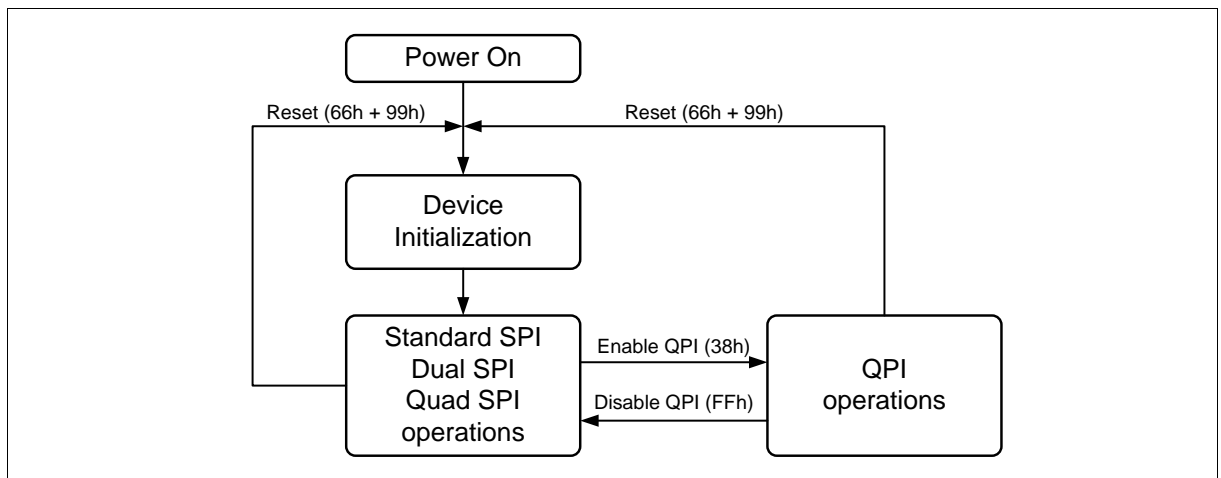 Power On
Reset (66h + 99h)
Reset (66h + 99h)
Device
Initialization
Standard SPI
Dual SPI
Quad SPI
operations
Enable QPI (38h)
Disable QPI (FFh)
QPI
operations